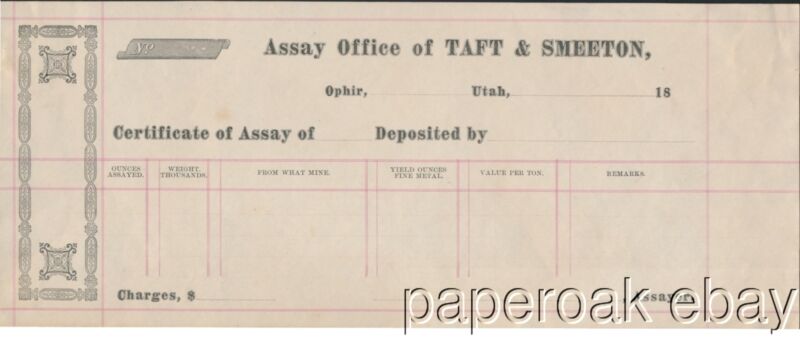 No
Assay Office of TAFT & SMEETON,
Ophir, Utah, 18
Certificate of Assay of Deposited by
OUNCES ASSAYED. WEIGHT. THOUSANDS. FROM WHAT MINE. YIELD OUNCES FINE METAL. VALUE PER TON. REMARKS.
Charges, $ Assayer.
paperoak ebay